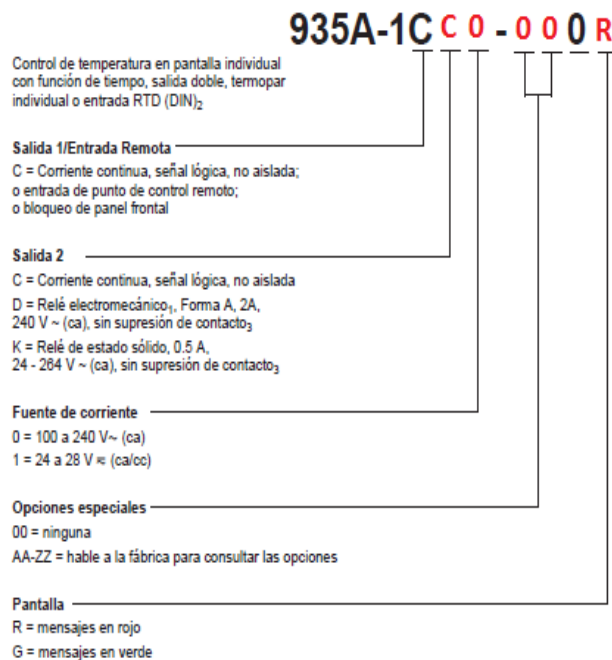 935A-1C C 0 - 0 0 0 R
Control de temperatura en pantalla individual
con función de tiempo, salida doble, termopar
individual o entrada RTD (DIN)2
Salida 1/Entrada Remota
C = Corriente continua, señal lógica, no aislada;
o entrada de punto de control remoto;
o bloqueo de panel frontal
Salida 2
C = Corriente continua, señal lógica, no aislada
D = Relé electromecánico1, Forma A, 2A,
240 V ~ (ca), sin supresión de contacto3
K = Relé de estado sólido, 0.5 A,
24 - 264 V ~ (ca), sin supresión de contacto3
Fuente de corriente
0 = 100 a 240 V~ (ca)
1 = 24 a 28 V ≂ (ca/cc)
Opciones especiales
00 = ninguna
AA-ZZ = hable a la fábrica para consultar las opciones
Pantalla
R = mensajes en rojo
G = mensajes en verde